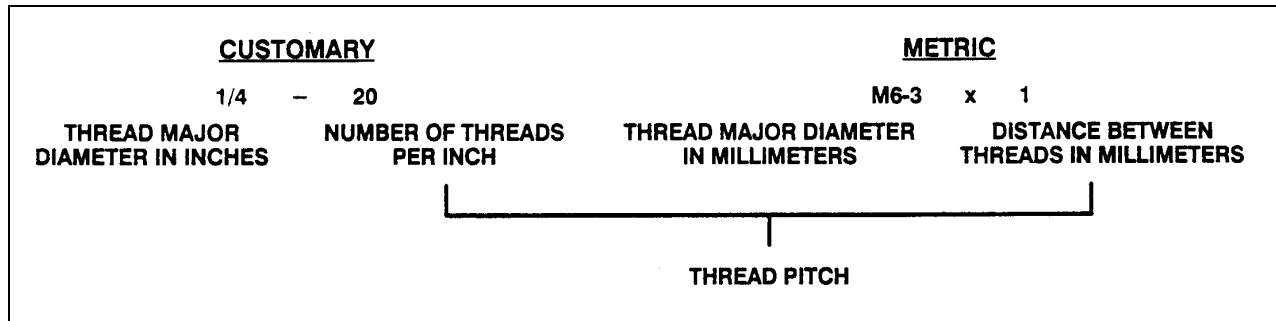 CUSTOMARY
1/4 – 20
THREAD MAJOR
DIAMETER IN INCHES
NUMBER OF THREADS
PER INCH
METRIC
M6-3 x 1
THREAD MAJOR DIAMETER
IN MILLIMETERS
DISTANCE BETWEEN
THREADS IN MILLIMETERS
THREAD PITCH